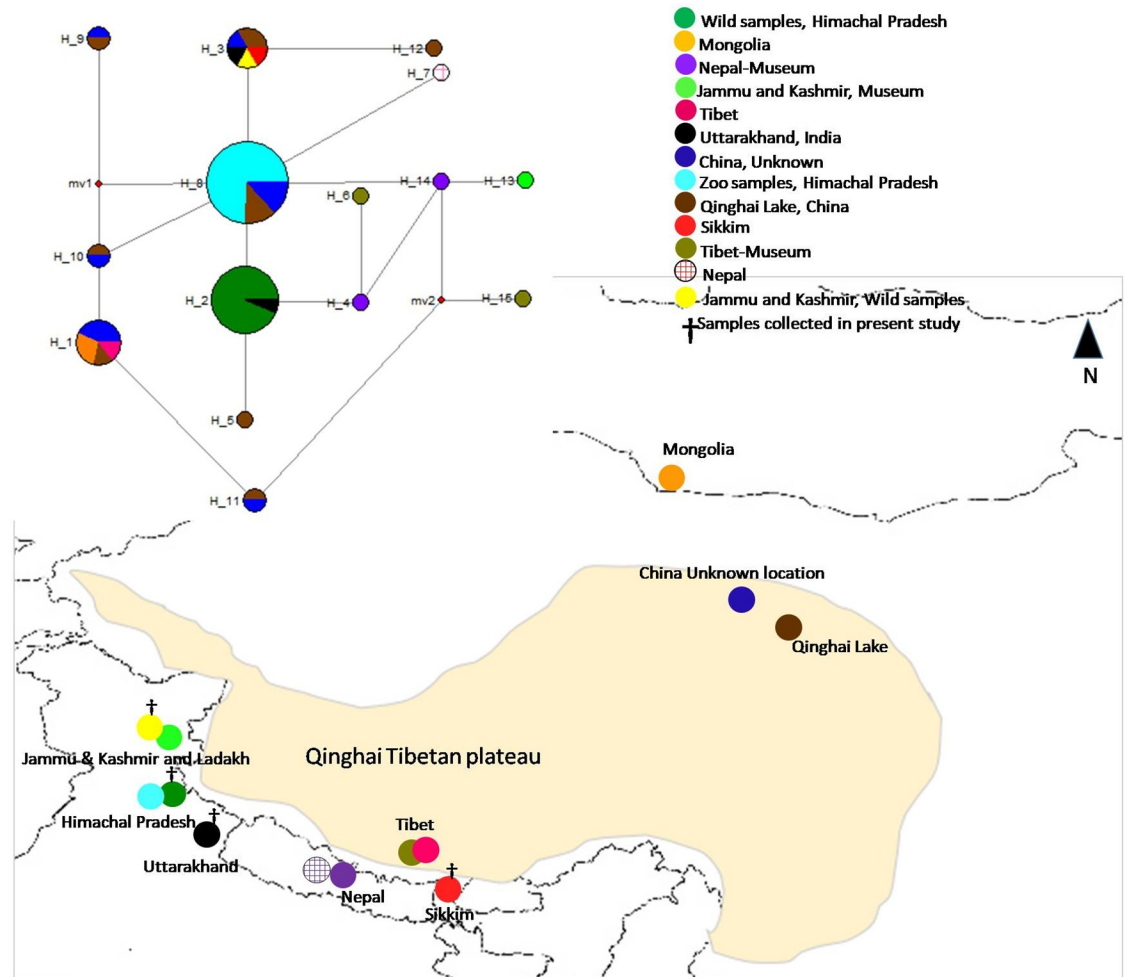 H_9
H_3
H_12
H_7
mv1
H_8
H_14
H_13
H_6
H_10
H_2
H_4
mv2
H_15
H_1
H_5
H_11
Wild samples, Himachal Pradesh
Mongolia
Nepal-Museum
Jammu and Kashmir, Museum
Tibet
Uttarakhand, India
China, Unknown
Zoo samples, Himachal Pradesh
Qinghai Lake, China
Sikkim
Tibet-Museum
Nepal
Jammu and Kashmir, Wild samples
†Samples collected in present study
N
Mongolia
China Unknown location
Qinghai Lake
†
Jammu & Kashmir and Ladakh
Qinghai Tibetan plateau
†
Himachal Pradesh
†
Uttarakhand
Tibet
†
Nepal
Sikkim